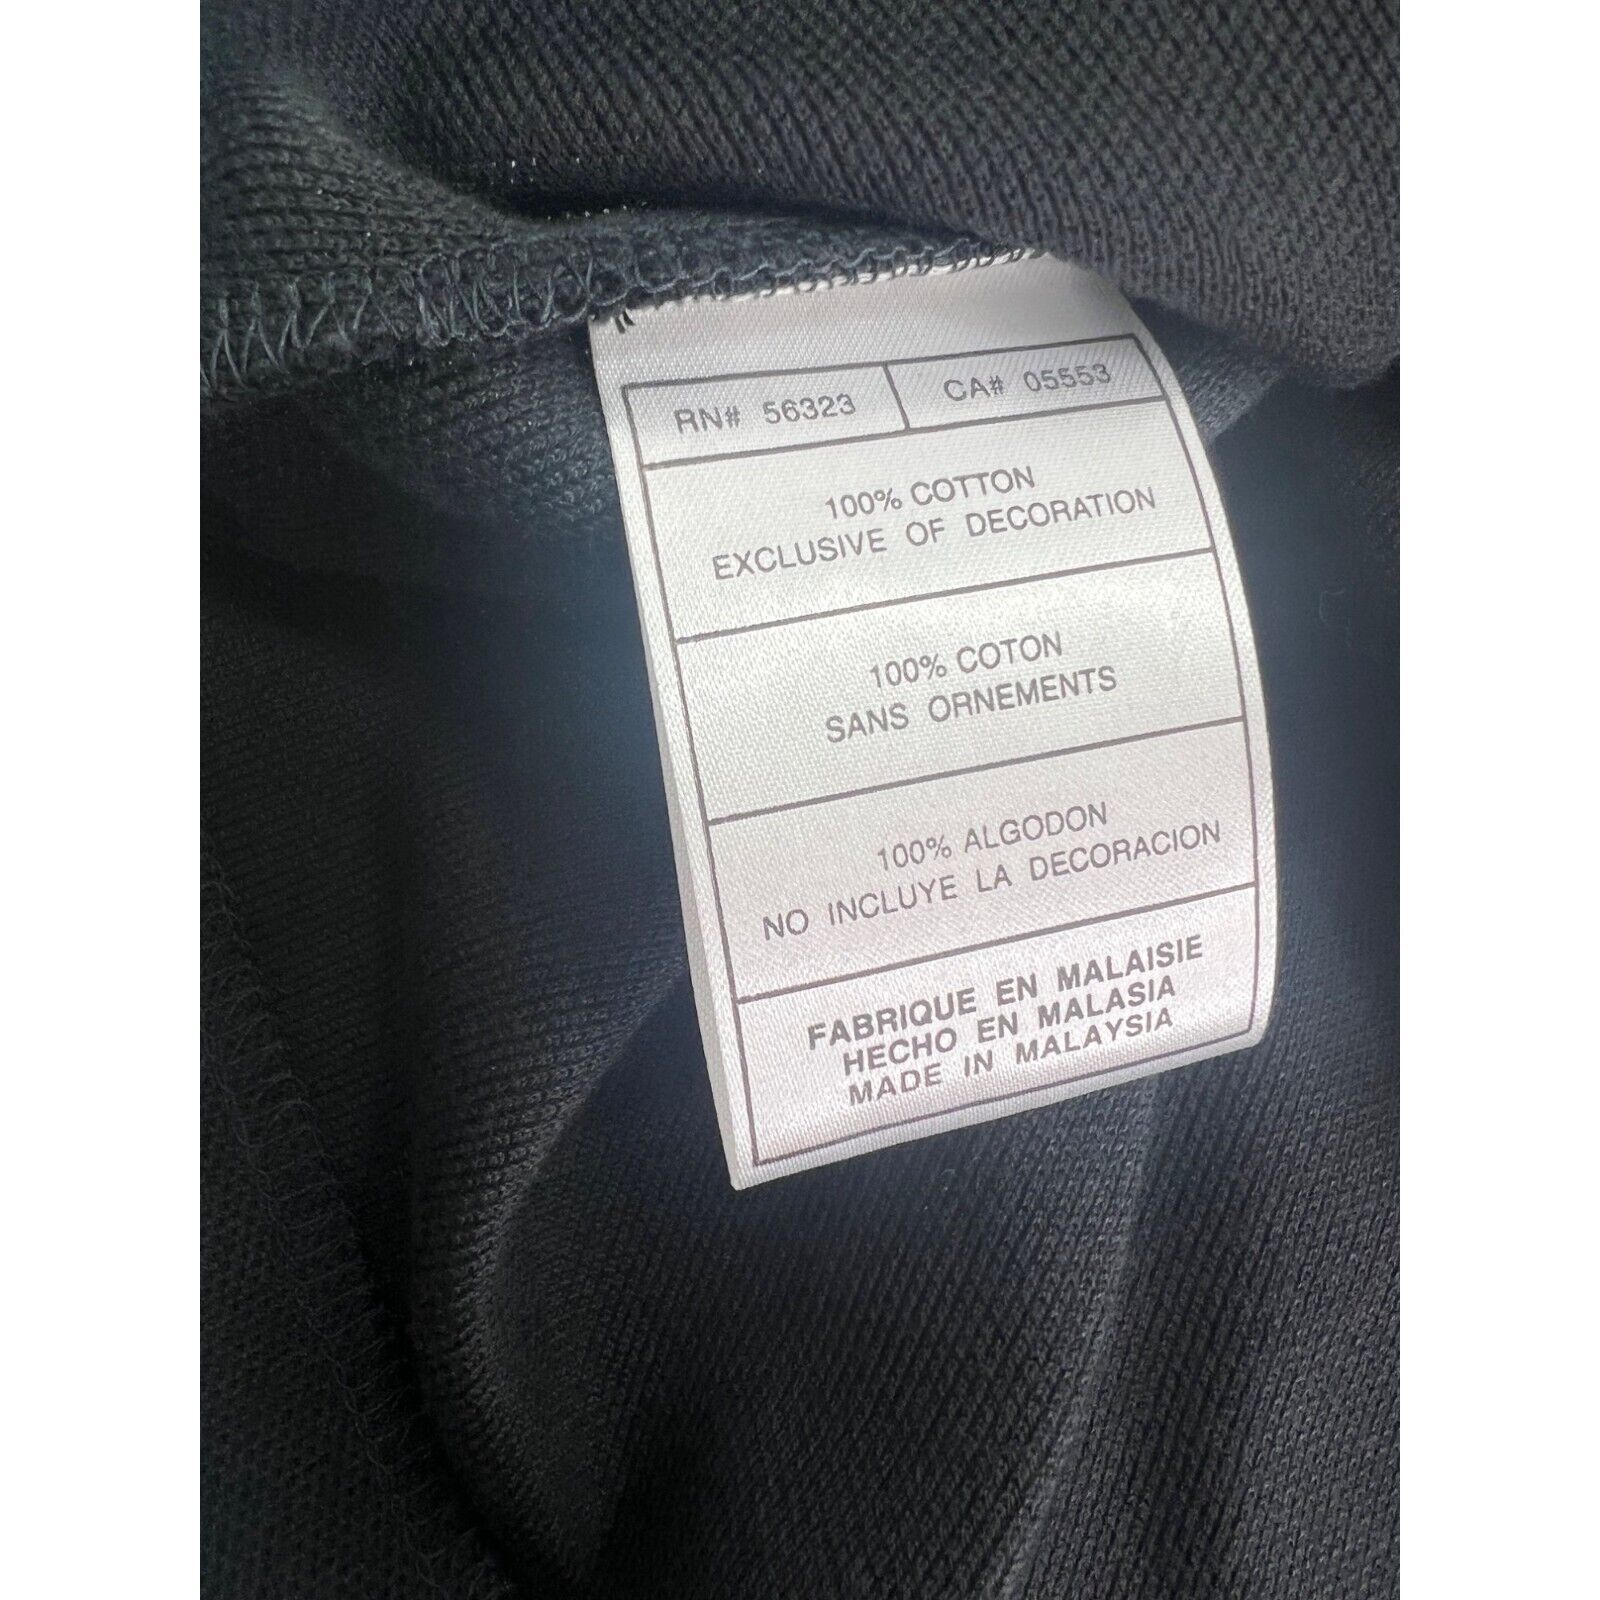 RN# 56323 CA# 05553
100% COTTON
EXCLUSIVE OF DECORATION
100% COTON
SANS ORNEMENTS
100% ALGODON
NO INCLUYE LA DECORACION
FABRIQUE EN MALAISIE
HECHO EN MALASIA
MADE IN MALAYSIA